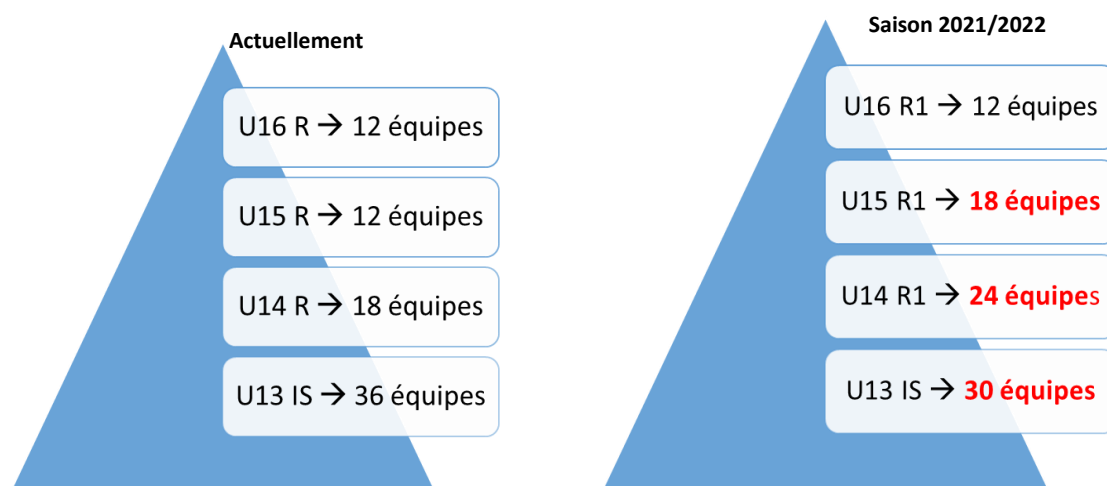 Actuellement
U16 R → 12 équipes
U15 R → 12 équipes
U14 R → 18 équipes
U13 IS → 36 équipes
Saison 2021/2022
U16 R1 → 12 équipes
U15 R1 → 18 équipes
U14 R1 → 24 équipes
U13 IS → 30 équipes